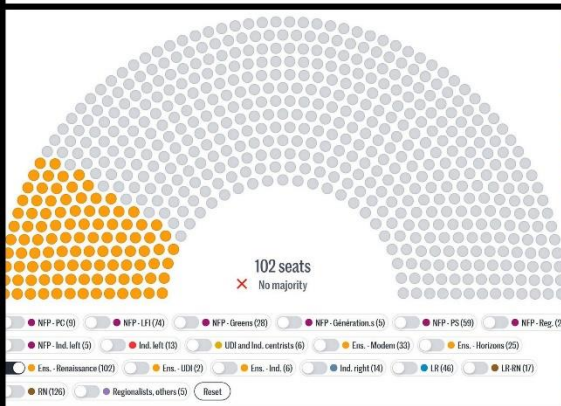 102 seats
No majority
NFP - PC (9) NFP - LFI (74) NFP - Greens (28) NFP - Génération.s (5) NFP - PS (59) NFP - Reg. (2
NFP - Ind. left (5) Ind. left (13) UDI and Ind. centrists (6) Ens. - Modem (33) Ens. - Horizons (25)
Ens. - Renaissance (102) Ens. - UDI (2) Ens. - Ind. (6) Ind. right (14) LR (46) LR-RN (17)
RN (126) Regionalists, others (5) Reset